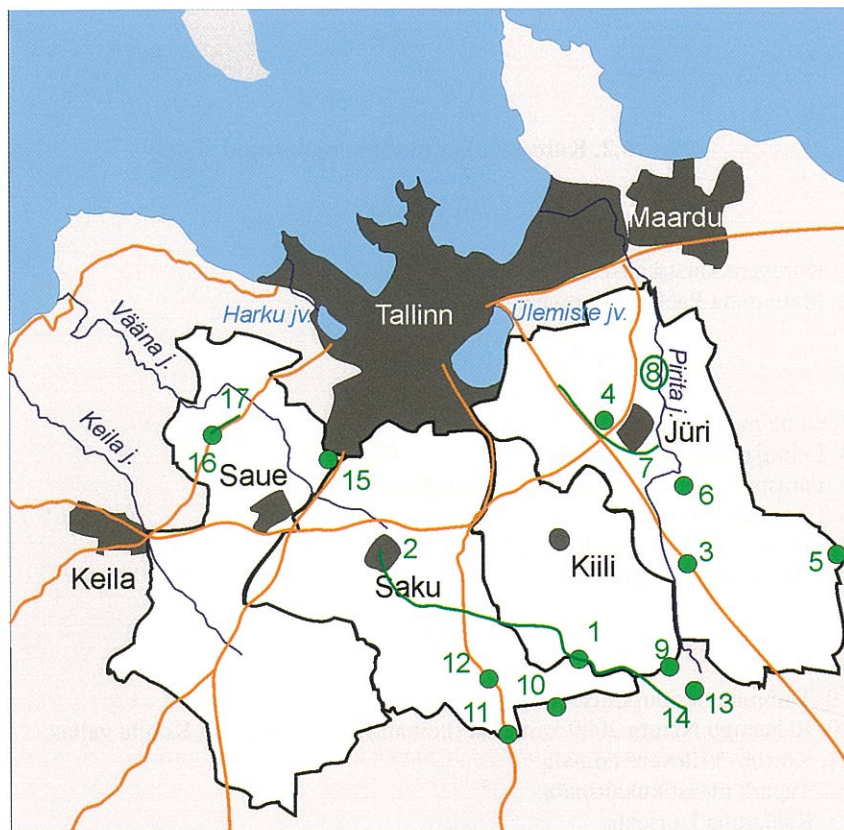 Maardu
Tallinn
Harku jv.
Ülemiste jv.
Vääna j.
Keila j.
Pirita j.
8
17
4
Jüri
7
16
15
Saue
6
2
3
5
Keila
Saku
Kiili
1
9
12
10
13
14
11